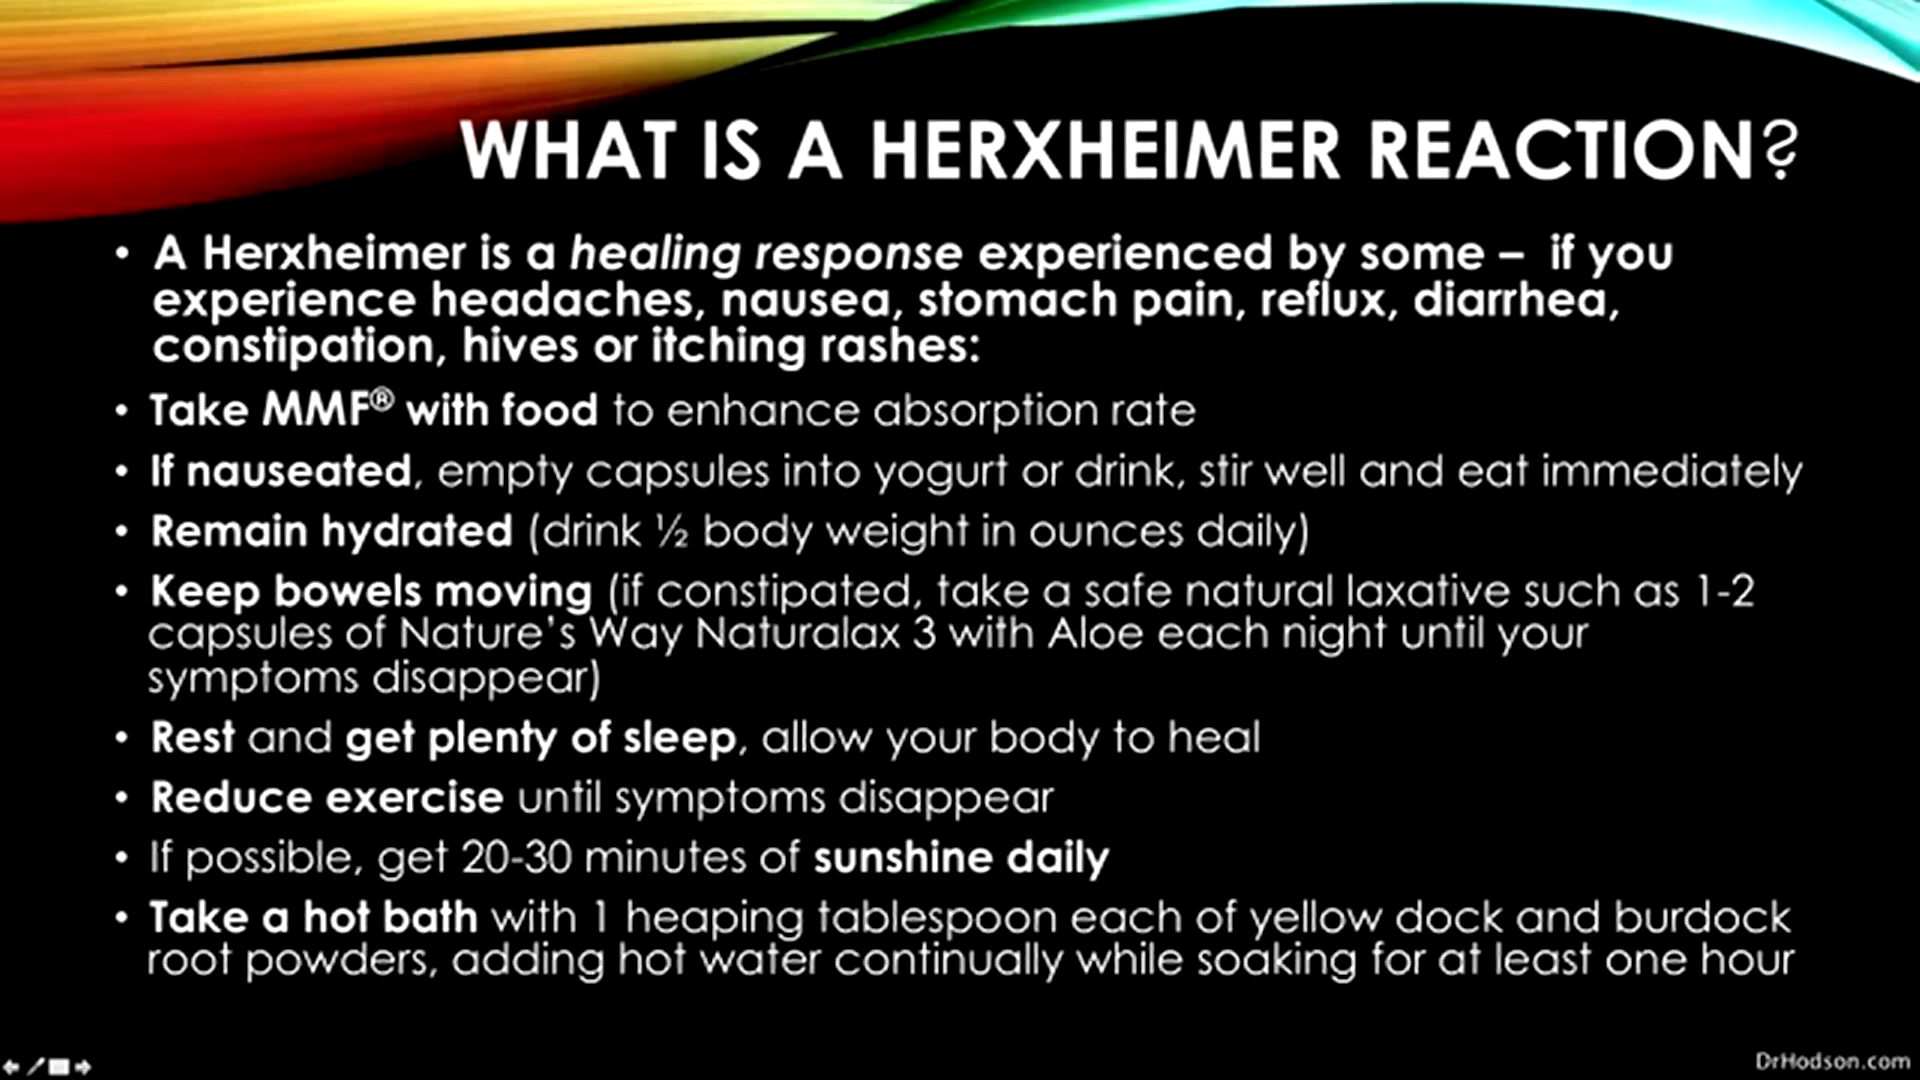 WHAT IS A HERXHEIMER REACTION?
• A Herxheimer is a healing response experienced by some – if you
experience headaches, nausea, stomach pain, reflux, diarrhea,
constipation, hives or itching rashes:
• Take MMF® with food to enhance absorption rate
• If nauseated, empty capsules into yogurt or drink, stir well and eat immediately
• Remain hydrated (drink ½ body weight in ounces daily)
• Keep bowels moving (if constipated, take a safe natural laxative such as 1-2
capsules of Nature's Way Naturalax 3 with Aloe each night until your
symptoms disappear)
• Rest and get plenty of sleep, allow your body to heal
• Reduce exercise until symptoms disappear
• If possible, get 20-30 minutes of sunshine daily
• Take a hot bath with 1 heaping tablespoon each of yellow dock and burdock
root powders, adding hot water continually while soaking for at least one hour
DrHodson.com